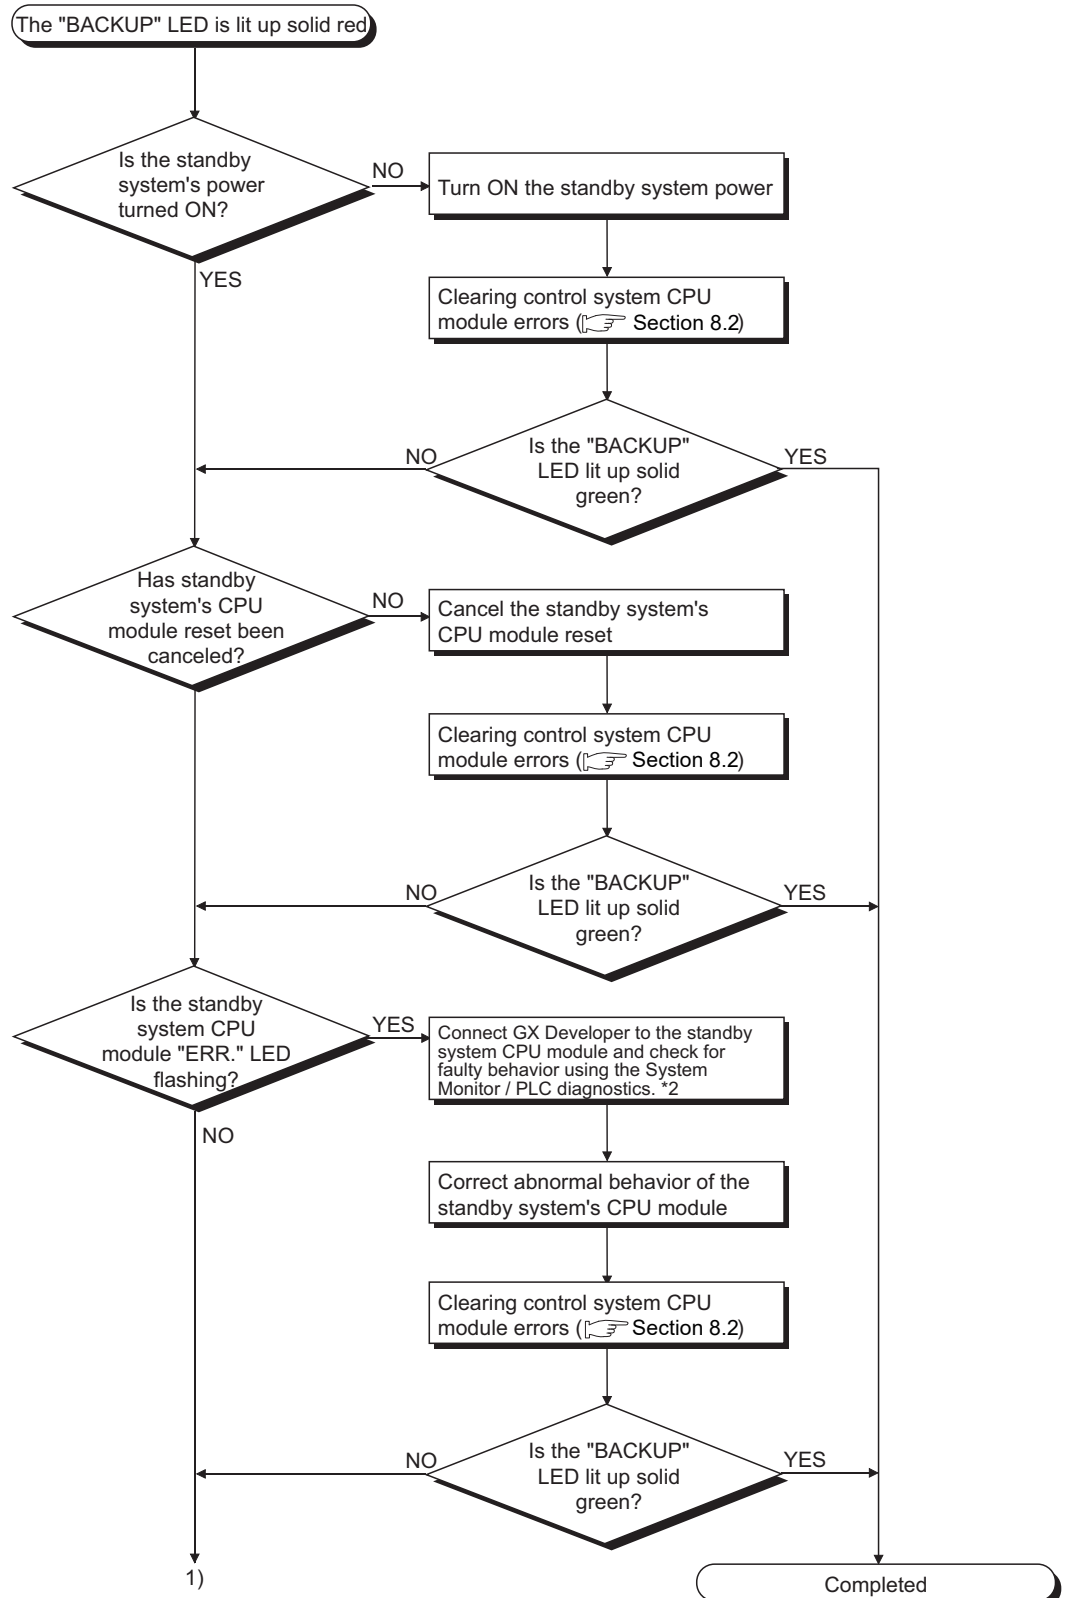 The "BACKUP" LED is lit up solid red
Is the standby
system's power
turned ON?
NO
Turn ON the standby system power
YES
Clearing control system CPU
module errors ( Section 8.2)
NO
Is the "BACKUP"
LED lit up solid
green?
YES
Has standby
system's CPU
module reset been
canceled?
NO
Cancel the standby system's
CPU module reset
Clearing control system CPU
module errors ( Section 8.2)
NO
Is the "BACKUP"
LED lit up solid
green?
YES
Is the standby
system CPU
module "ERR." LED
flashing?
YES
Connect GX Developer to the standby
system CPU module and check for
faulty behavior using the System
Monitor / PLC diagnostics. *2
NO
Correct abnormal behavior of the
standby system's CPU module
Clearing control system CPU
module errors ( Section 8.2)
NO
Is the "BACKUP"
LED lit up solid
green?
YES
1)
Completed